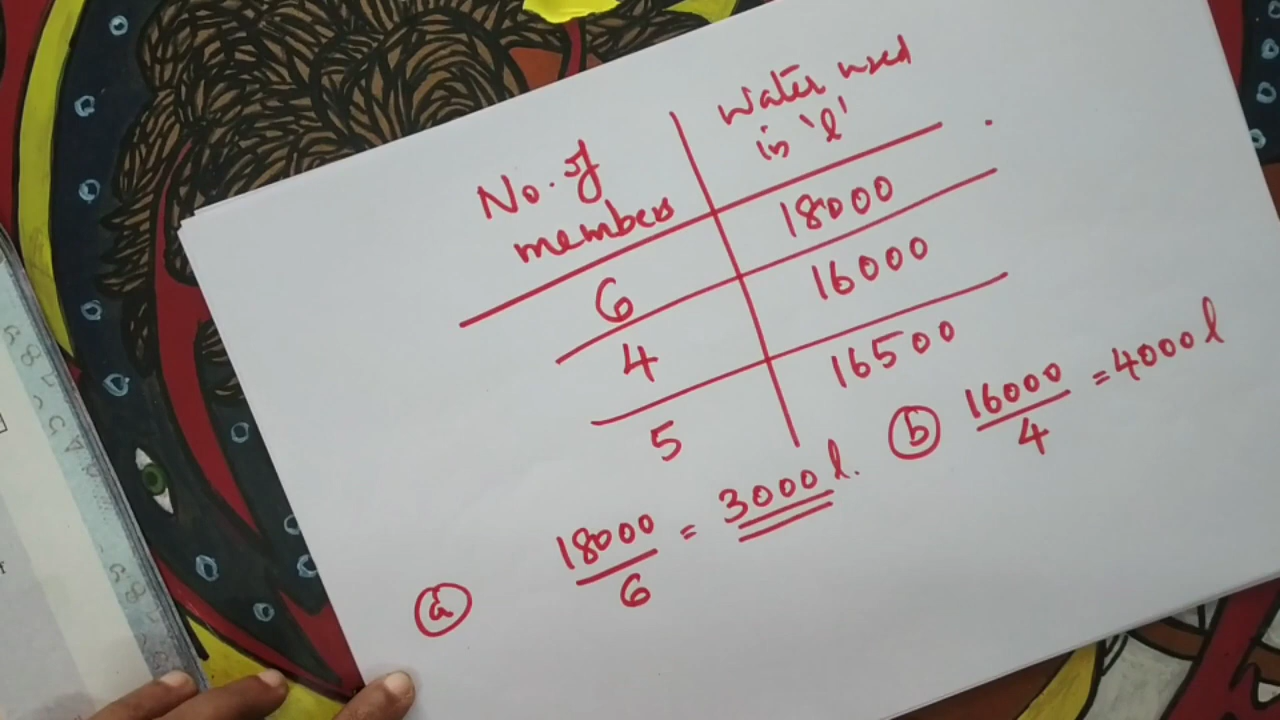 No. of members | Water used in 'l'
6 | 18000
4 | 16000
5 | 16500
ⓐ 18000/6 = 3000 l.
ⓑ 16000/4 = 4000 l